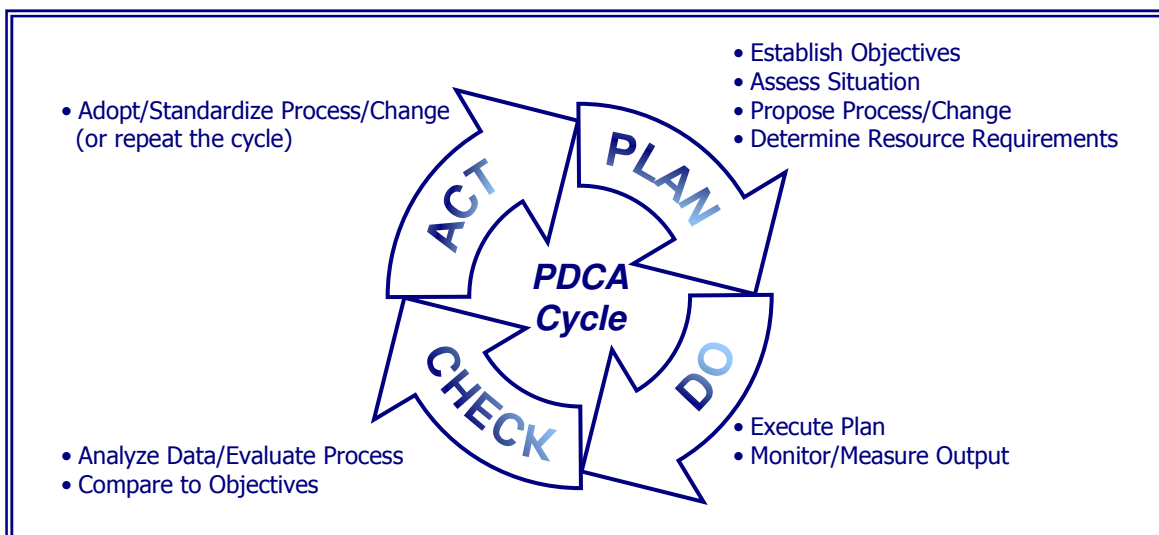 • Establish Objectives
• Assess Situation
• Propose Process/Change
• Determine Resource Requirements
• Adopt/Standardize Process/Change
(or repeat the cycle)
PLAN
ACT
PDCA
Cycle
DO
CHECK
• Execute Plan
• Monitor/Measure Output
• Analyze Data/Evaluate Process
• Compare to Objectives